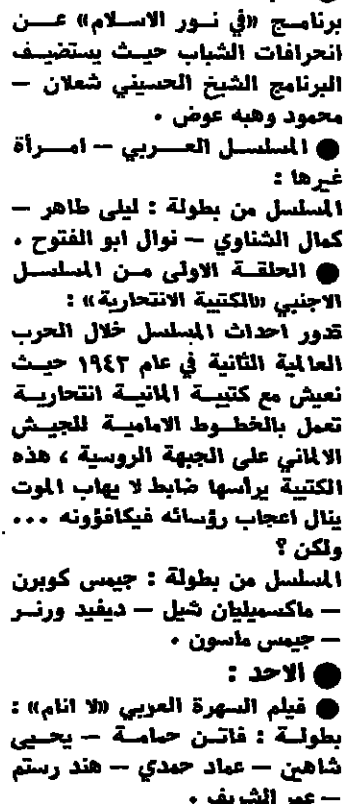 برنامج «في نور الاسلام» عن
انحرافات الشباب حيث يستضيف
البرنامج الشيخ الحسيني شعلان —
محمود وهبه عوض .
● المسلسل العربي — امرأة
غيرها :
المسلسل من بطولة : ليلى طاهر —
كمال الشناوي — نوال ابو الفتوح .
● الحلقة الاولى من المسلسل
الاجنبي «الكتيبة الانتحارية» :
تدور احداث المسلسل خلال الحرب
العالمية الثانية في عام ١٩٤٣ حيث
نعيش مع كتيبة المانية انتحارية
تعمل بالخطوط الامامية للجيش
الالماني على الجبهة الروسية ، هذه
الكتيبة يرأسها ضابط لا يهاب الموت
ينال اعجاب رؤسائه فيكافؤونه ...
ولكن ؟
المسلسل من بطولة : جيمس كوبرن
— ماكسميليان شيل — ديفيد ورنر
— جيمس ماسون .
● الاحد :
● فيلم السهرة العربي «لا انام» :
بطولة : فاتن حمامة — يحيى
شاهين — عماد حمدي — هند رستم
— عمر الشريف .